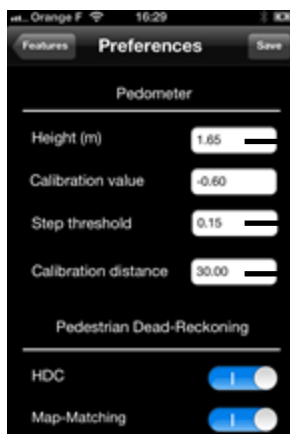 Orange F 16:29
Features Preferences Save
Pedometer
Height (m) 1.65
Calibration value -0.60
Step threshold 0.15
Calibration distance 30.00
Pedestrian Dead-Reckoning
HDC
Map-Matching